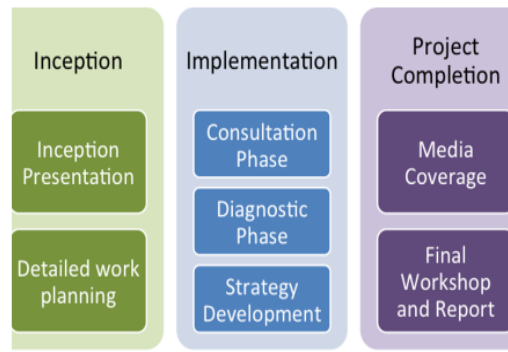 Inception
Inception
Presentation
Detailed work
planning
Implementation
Consultation
Phase
Diagnostic
Phase
Strategy
Development
Project
Completion
Media
Coverage
Final
Workshop
and Report